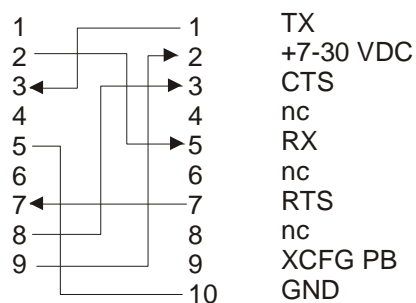 1 1 TX
2 2 +7-30 VDC
3 3 CTS
4 4 nc
5 5 RX
6 6 nc
7 7 RTS
8 8 nc
9 9 XCFG PB
10 GND